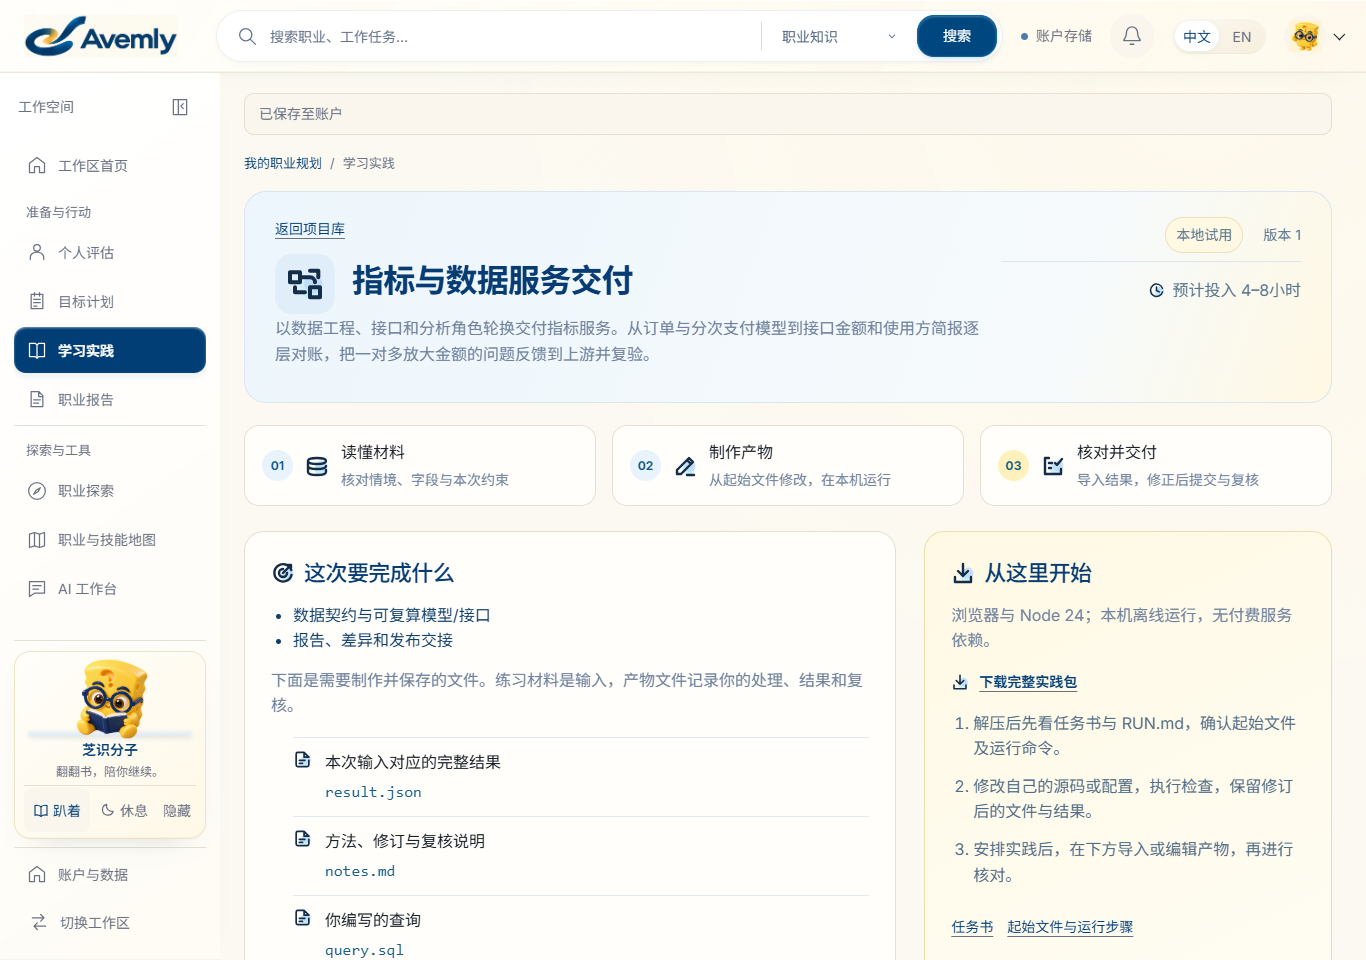 Avemly
搜索职业、工作任务...
职业知识
搜索
账户存储
中文
EN
工作空间
工作区首页
准备与行动
个人评估
目标计划
学习实践
职业报告
探索与工具
职业探索
职业与技能地图
AI 工作台
芝识分子
翻翻书，陪你继续。
趴着
休息
隐藏
账户与数据
切换工作区
已保存至账户
我的职业规划 / 学习实践
返回项目库
本地试用
版本 1
指标与数据服务交付
预计投入 4–8小时
以数据工程、接口和分析角色轮换交付指标服务。从订单与分次支付模型到接口金额和使用方简报逐
层对账，把一对多放大金额的问题反馈到上游并复验。
01
读懂材料
核对情境、字段与本次约束
02
制作产物
从起始文件修改，在本机运行
03
核对并交付
导入结果，修正后提交与复核
这次要完成什么
数据契约与可复算模型/接口
报告、差异和发布交接
下面是需要制作并保存的文件。练习材料是输入，产物文件记录你的处理、结果和复
核。
本次输入对应的完整结果
result.json
方法、修订与复核说明
notes.md
你编写的查询
query.sql
从这里开始
浏览器与 Node 24；本机离线运行，无付费服务
依赖。
下载完整实践包
1. 解压后先看任务书与 RUN.md，确认起始文件
及运行命令。
2. 修改自己的源码或配置，执行检查，保留修订
后的文件与结果。
3. 安排实践后，在下方导入或编辑产物，再进行
核对。
任务书
起始文件与运行步骤